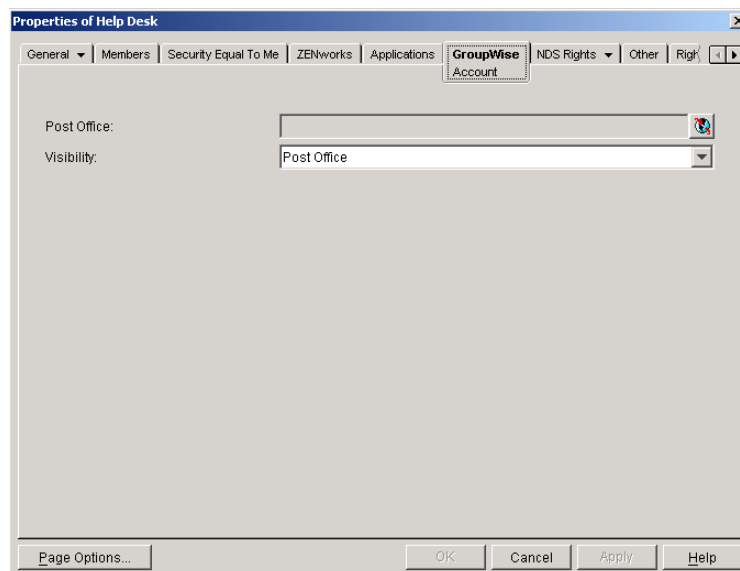 Properties of Help Desk
General Members Security Equal To Me ZENworks Applications GroupWise NDS Rights Other
Account
Post Office:
Visibility: Post Office
Page Options... OK Cancel Apply Help